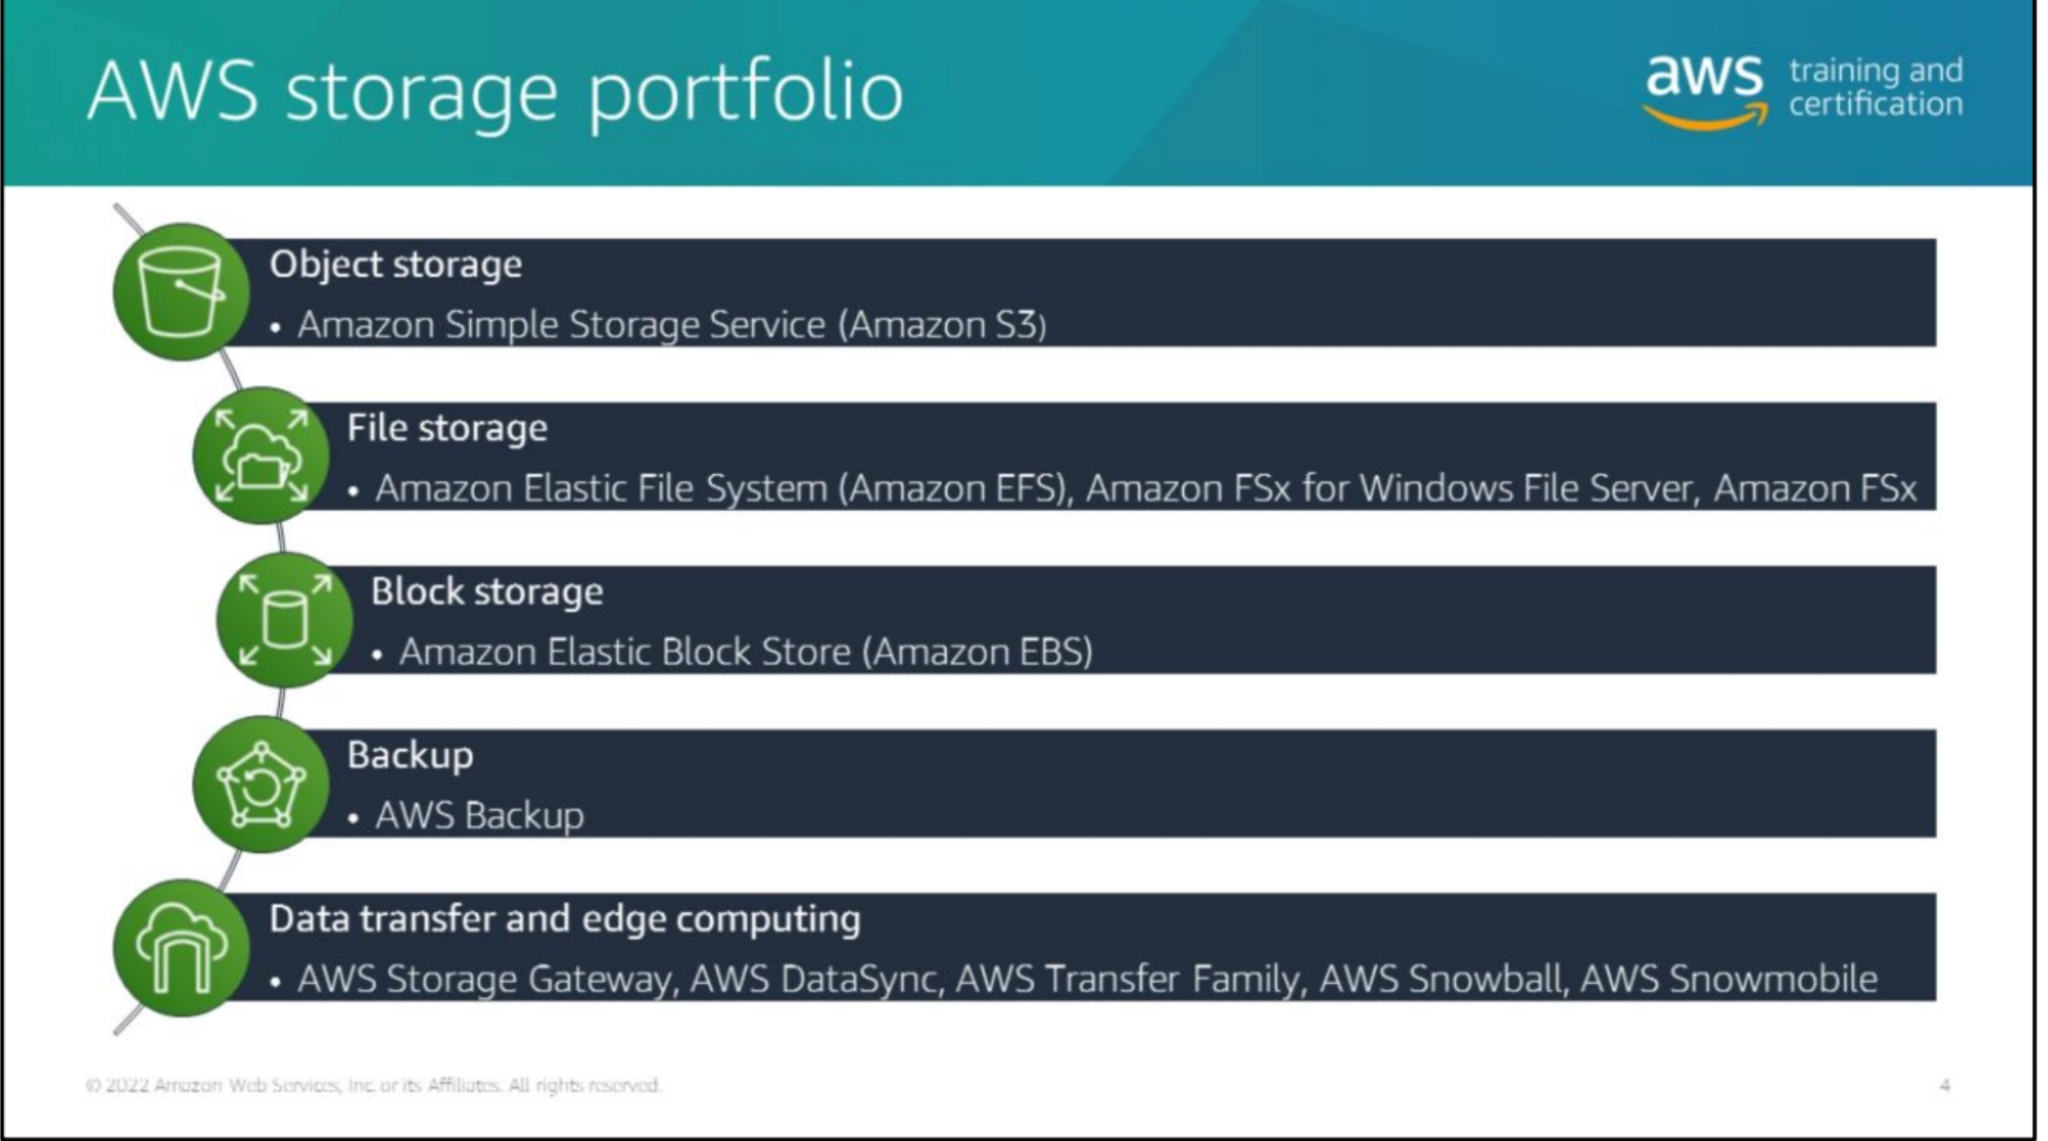 AWS storage portfolio
aws training and
certification
Object storage
• Amazon Simple Storage Service (Amazon S3)
File storage
• Amazon Elastic File System (Amazon EFS), Amazon FSx for Windows File Server, Amazon FSx
Block storage
• Amazon Elastic Block Store (Amazon EBS)
Backup
• AWS Backup
Data transfer and edge computing
• AWS Storage Gateway, AWS DataSync, AWS Transfer Family, AWS Snowball, AWS Snowmobile
© 2022 Amazon Web Services, Inc. or its Affiliates. All rights reserved.
4